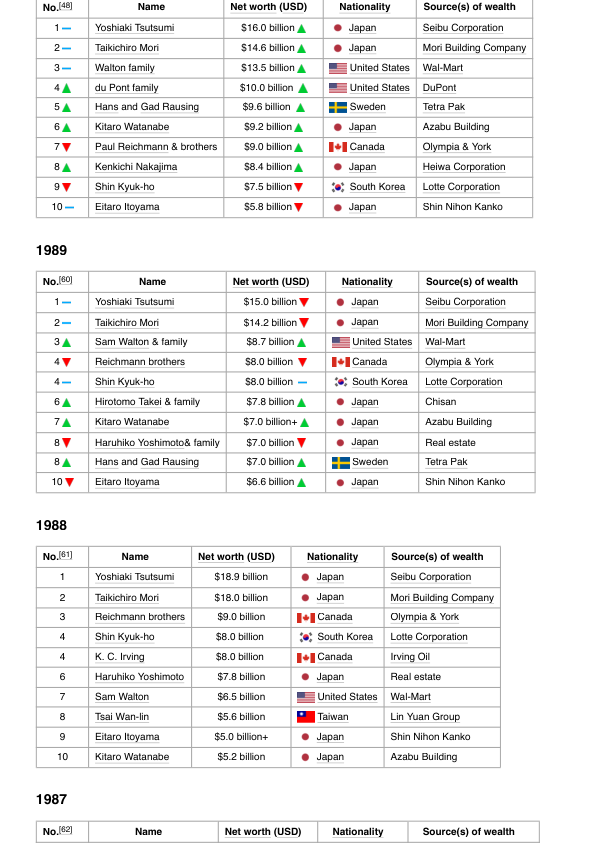 No.[48] Name Net worth (USD) Nationality Source(s) of wealth
1 Yoshiaki Tsutsumi $16.0 billion Japan Seibu Corporation
2 Taikichiro Mori $14.6 billion Japan Mori Building Company
3 Walton family $13.5 billion United States Wal-Mart
4 du Pont family $10.0 billion United States DuPont
5 Hans and Gad Rausing $9.6 billion Sweden Tetra Pak
6 Kitaro Watanabe $9.2 billion Japan Azabu Building
7 Paul Reichmann & brothers $9.0 billion Canada Olympia & York
8 Kenkichi Nakajima $8.4 billion Japan Heiwa Corporation
9 Shin Kyuk-ho $7.5 billion South Korea Lotte Corporation
10 Eitaro Itoyama $5.8 billion Japan Shin Nihon Kanko
1989
No.[60] Name Net worth (USD) Nationality Source(s) of wealth
1 Yoshiaki Tsutsumi $15.0 billion Japan Seibu Corporation
2 Taikichiro Mori $14.2 billion Japan Mori Building Company
3 Sam Walton & family $8.7 billion United States Wal-Mart
4 Reichmann brothers $8.0 billion Canada Olympia & York
4 Shin Kyuk-ho $8.0 billion South Korea Lotte Corporation
6 Hirotomo Takei & family $7.8 billion Japan Chisan
7 Kitaro Watanabe $7.0 billion+ Japan Azabu Building
8 Haruhiko Yoshimoto& family $7.0 billion Japan Real estate
8 Hans and Gad Rausing $7.0 billion Sweden Tetra Pak
10 Eitaro Itoyama $6.6 billion Japan Shin Nihon Kanko
1988
No.[61] Name Net worth (USD) Nationality Source(s) of wealth
1 Yoshiaki Tsutsumi $18.9 billion Japan Seibu Corporation
2 Taikichiro Mori $18.0 billion Japan Mori Building Company
3 Reichmann brothers $9.0 billion Canada Olympia & York
4 Shin Kyuk-ho $8.0 billion South Korea Lotte Corporation
4 K. C. Irving $8.0 billion Canada Irving Oil
6 Haruhiko Yoshimoto $7.8 billion Japan Real estate
7 Sam Walton $6.5 billion United States Wal-Mart
8 Tsai Wan-lin $5.6 billion Taiwan Lin Yuan Group
9 Eitaro Itoyama $5.0 billion+ Japan Shin Nihon Kanko
10 Kitaro Watanabe $5.2 billion Japan Azabu Building
1987
No.[62] Name Net worth (USD) Nationality Source(s) of wealth